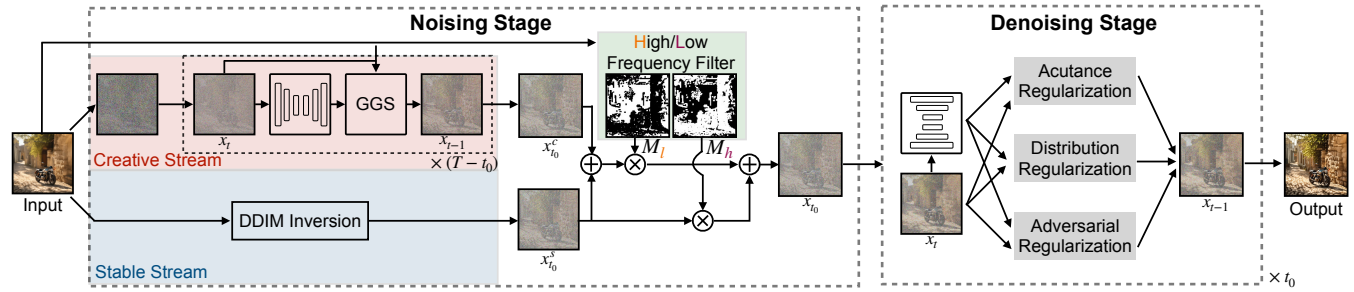 Noising Stage
Denoising Stage
High/Low
Frequency Filter
GGS
x_t
x_{t-1}
Creative Stream
× (T − t_0)
x^c_{t_0}
M_l
M_h
Input
DDIM Inversion
x^s_{t_0}
x_{t_0}
Stable Stream
Acutance
Regularization
Distribution
Regularization
Adversarial
Regularization
x_t
x_{t-1}
Output
× t_0